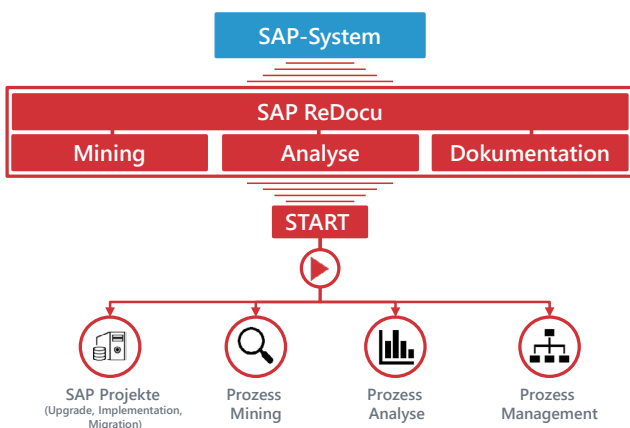 SAP-System
SAP ReDocu
Mining
Analyse
Dokumentation
START
SAP Projekte
(Upgrade, Implementation,
Migration)
Prozess
Mining
Prozess
Analyse
Prozess
Management